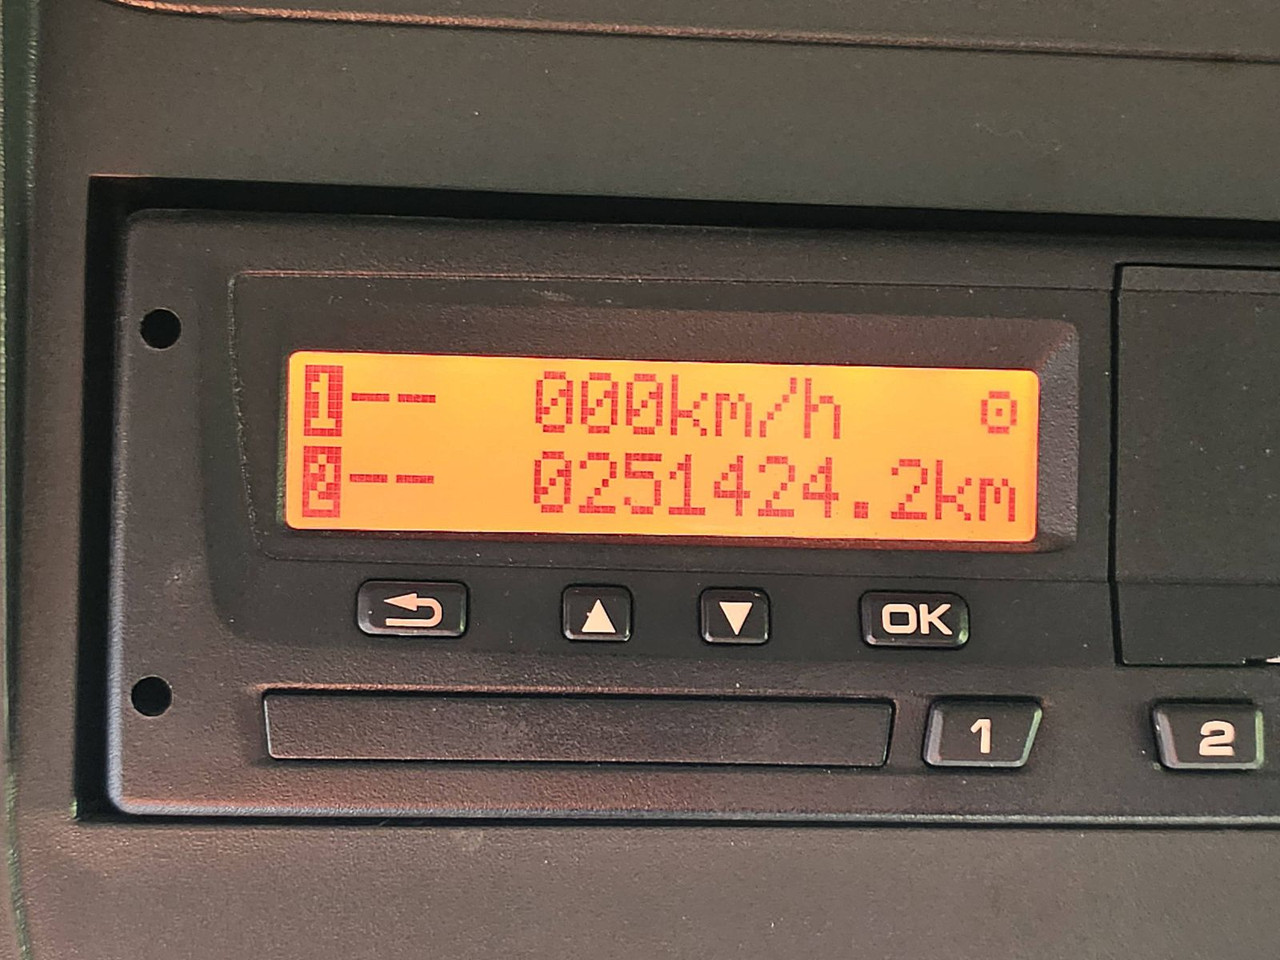 1-- 000km/h ⊙
2-- 0251424.2km
▲ ▼ OK
1 2